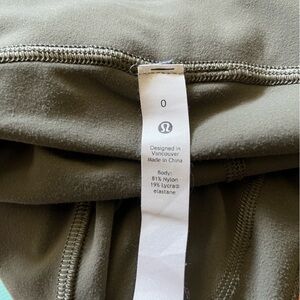 0
Designed in
Vancouver
Made in China
Body:
81% Nylon
19% Lycra®
elastane